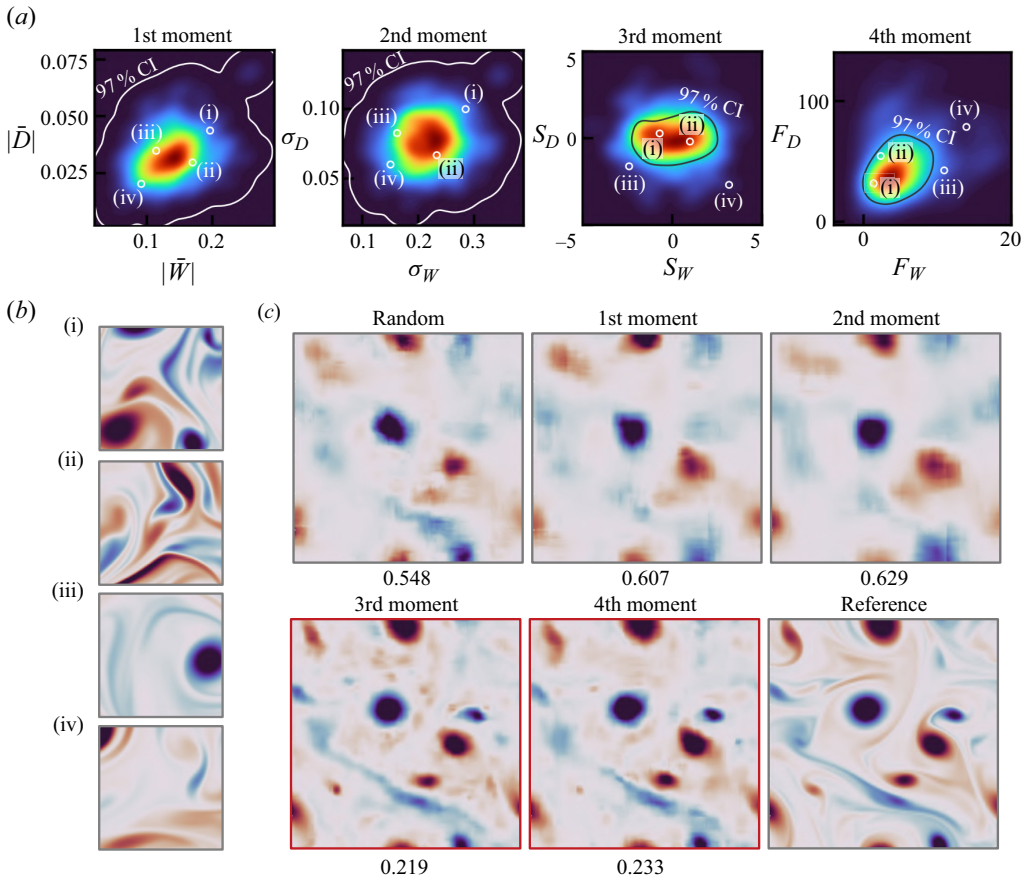 (a)
1st moment 2nd moment 3rd moment 4th moment
0.075
0.050
0.025
|D̄|
97 % CI
(i)
(iii)
(ii)
(iv)
0.1 0.2
|W̄|
0.10
0.05
σ_D
97 % CI
(i)
(iii)
(iv)
(ii)
0.1 0.2 0.3
σ_W
5
0
S_D
97 % CI
(ii)
(i)
(iii)
(iv)
–5 0 5
S_W
100
0
F_D
97 % CI
(iv)
(ii)
(iii)
(i)
0 20
F_W
(b)
(i)
(ii)
(iii)
(iv)
(c)
Random 1st moment 2nd moment
0.548 0.607 0.629
3rd moment 4th moment Reference
0.219 0.233